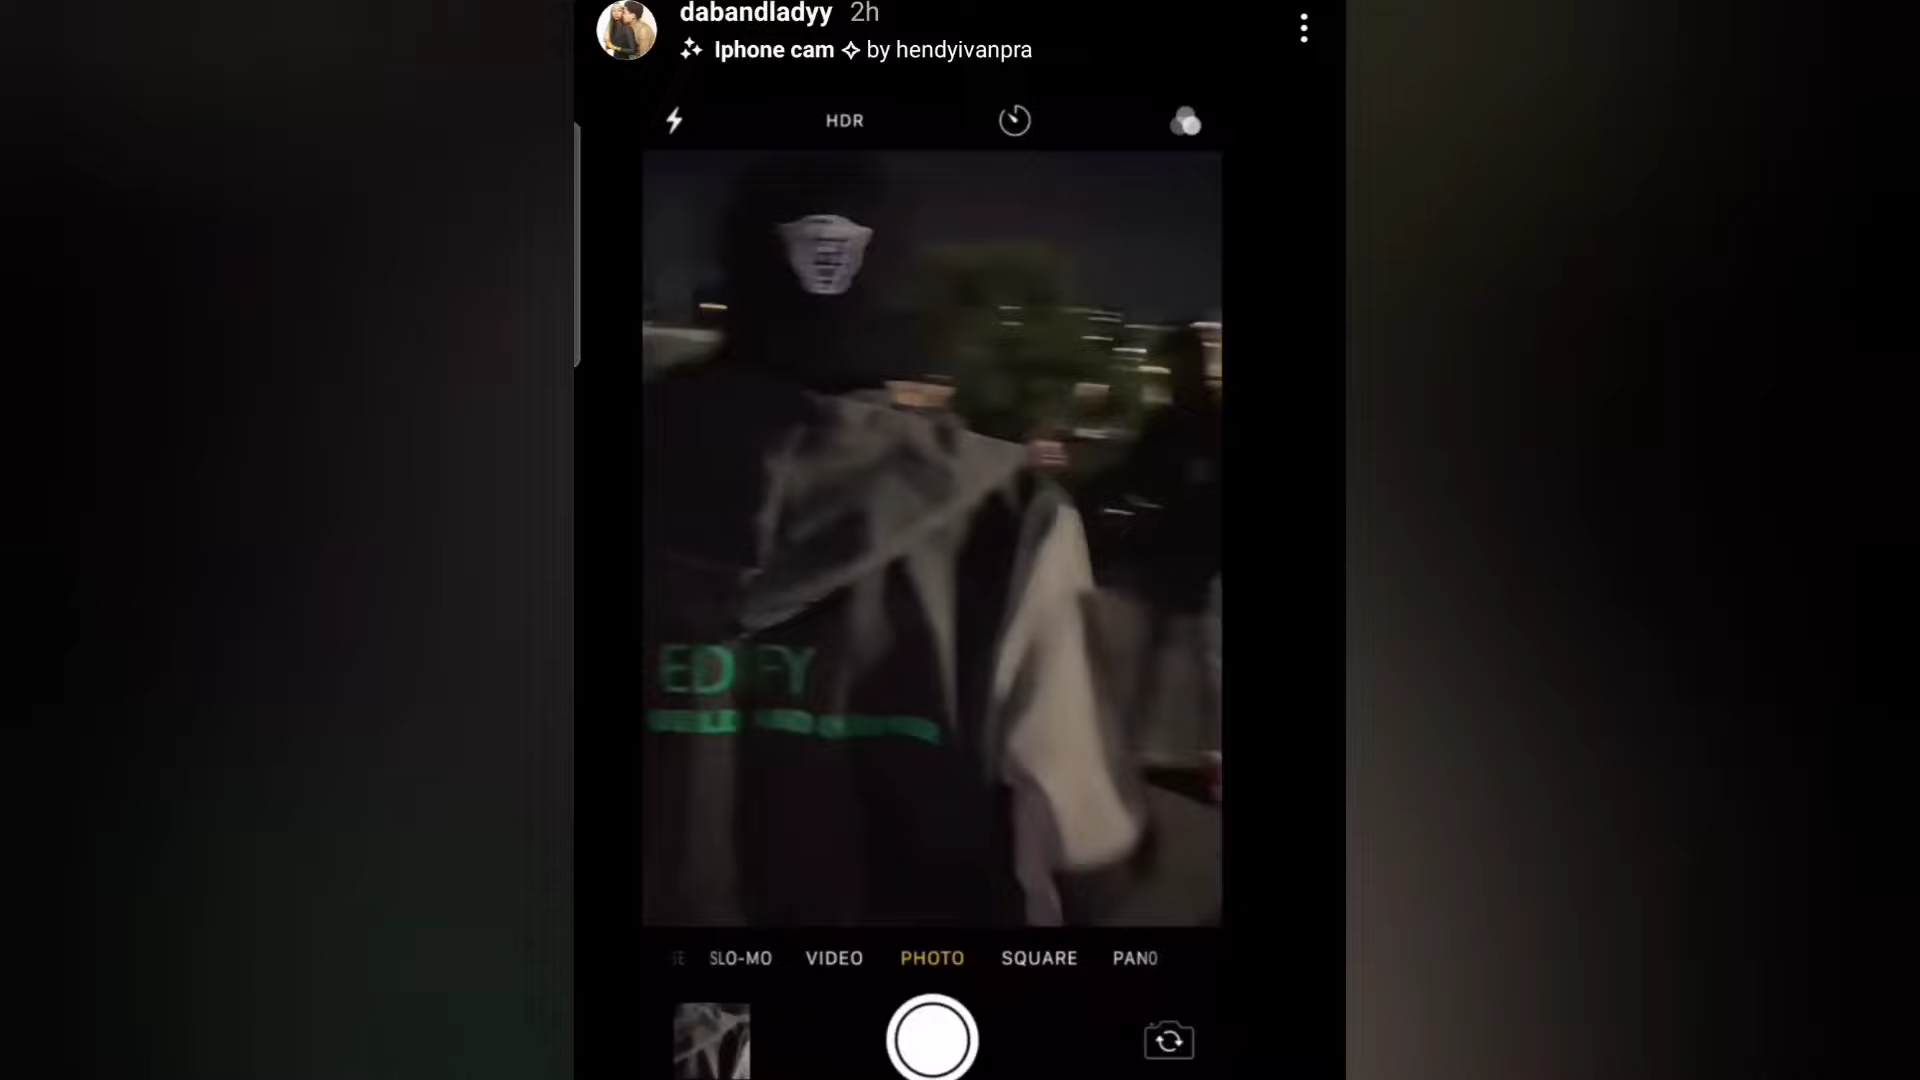 dabandladyy 2h
Iphone cam by hendyivanpra
HDR
SLO-MO VIDEO PHOTO SQUARE PANO